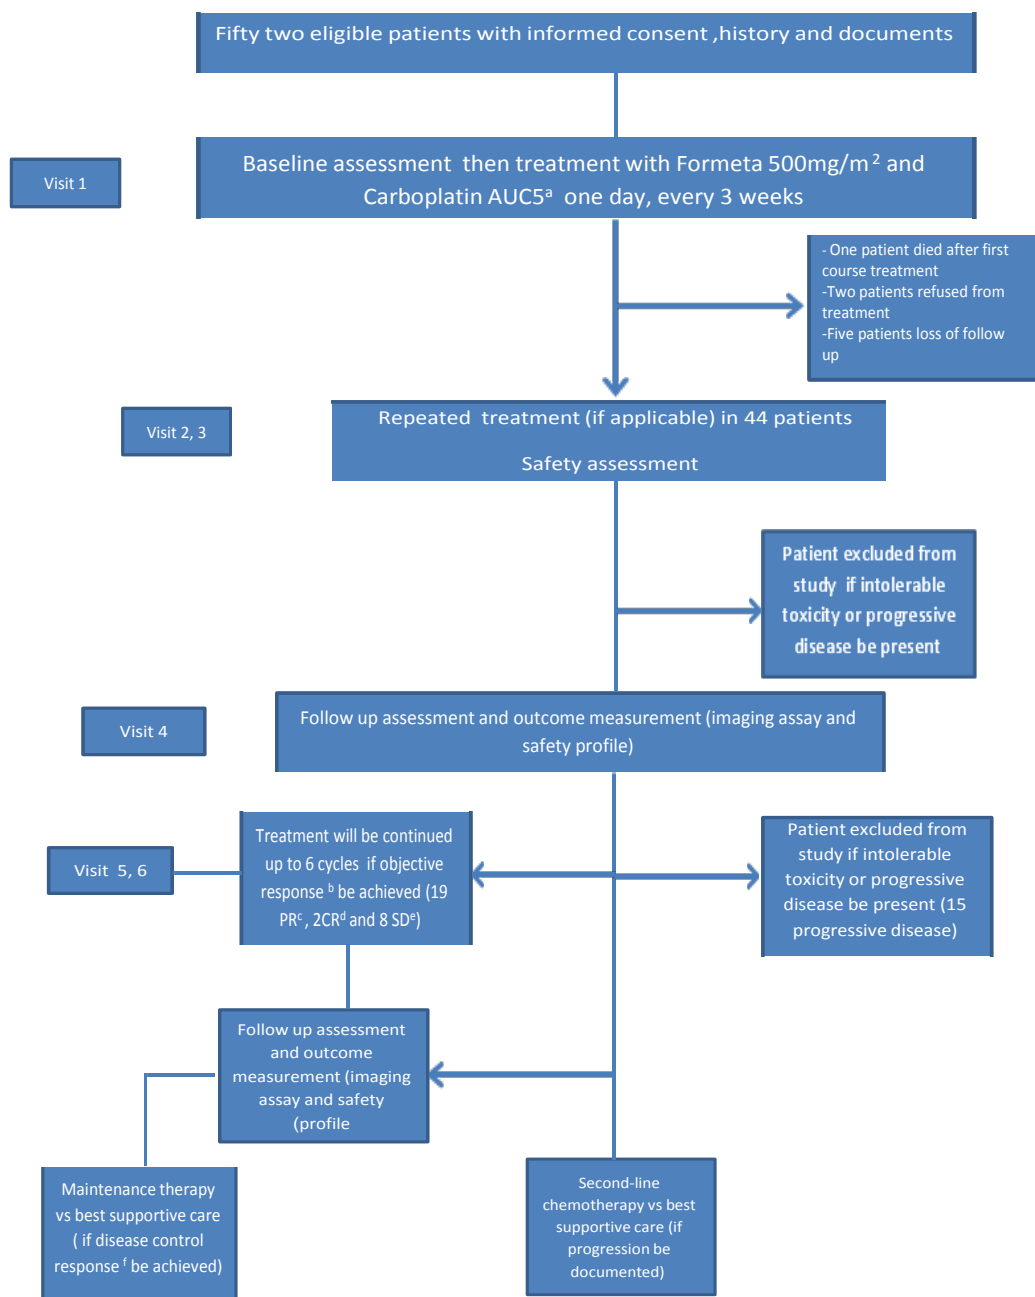 Fifty two eligible patients with informed consent ,history and documents
Visit 1
Baseline assessment then treatment with Formeta 500mg/m² and
Carboplatin AUC5ᵃ one day, every 3 weeks
- One patient died after first
course treatment
-Two patients refused from
treatment
-Five patients loss of follow
up
Visit 2, 3
Repeated treatment (if applicable) in 44 patients
Safety assessment
Patient excluded from
study if intolerable
toxicity or progressive
disease be present
Visit 4
Follow up assessment and outcome measurement (imaging assay and
safety profile)
Visit 5, 6
Treatment will be continued
up to 6 cycles if objective
response ᵇ be achieved (19
PRᶜ , 2CRᵈ and 8 SDᵉ)
Patient excluded from
study if intolerable
toxicity or progressive
disease be present (15
progressive disease)
Follow up assessment
and outcome
measurement (imaging
assay and safety
(profile
Maintenance therapy
vs best supportive care
( if disease control
response ᶠ be achieved)
Second-line
chemotherapy vs best
supportive care (if
progression be
documented)